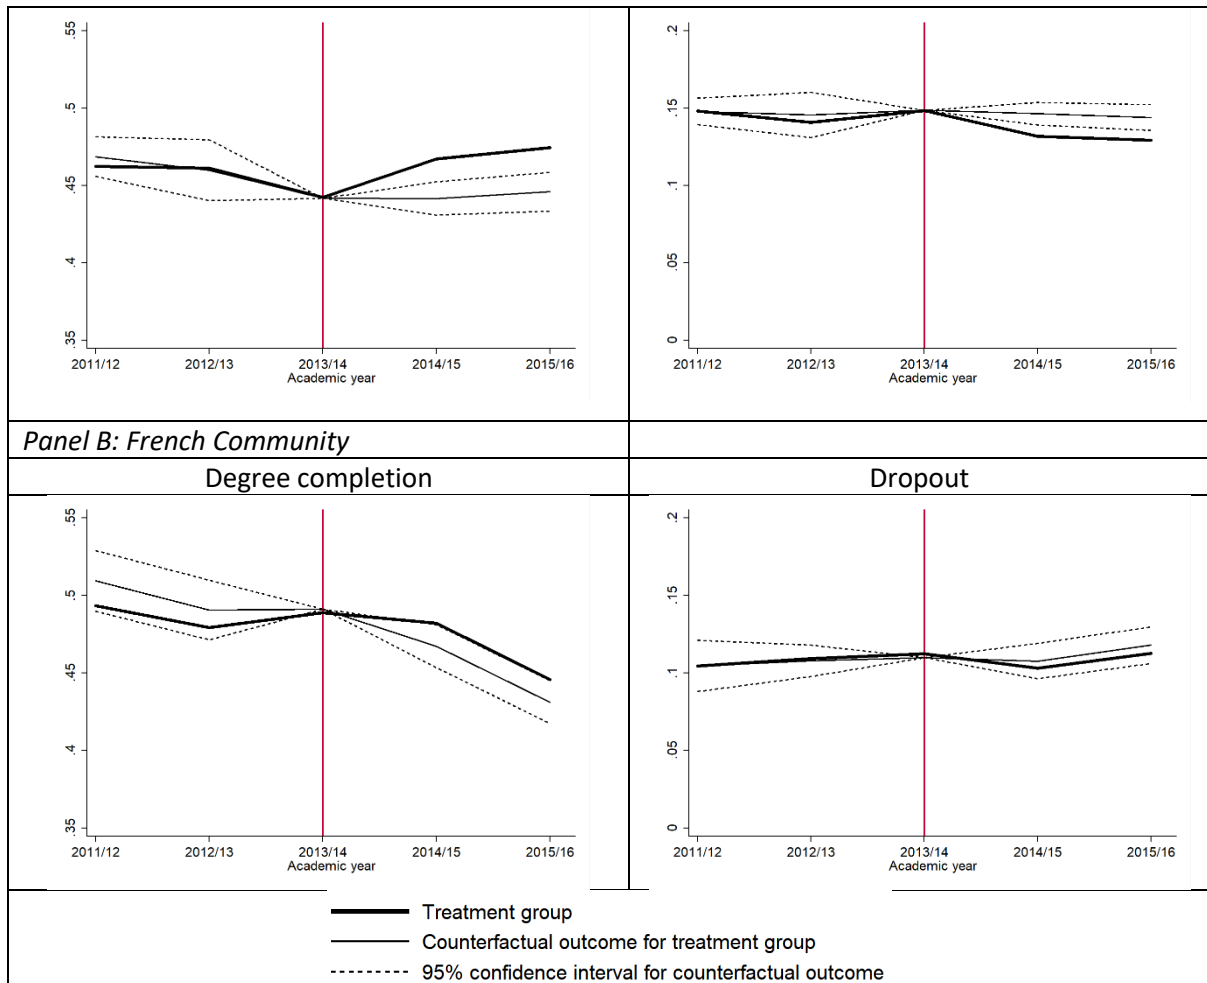 .55
.5
.45
.4
.35
2011/12 2012/13 2013/14 2014/15 2015/16
Academic year
.2
.15
.1
.05
0
2011/12 2012/13 2013/14 2014/15 2015/16
Academic year
Panel B: French Community
Degree completion
Dropout
.55
.5
.45
.4
.35
2011/12 2012/13 2013/14 2014/15 2015/16
Academic year
.2
.15
.1
.05
0
2011/12 2012/13 2013/14 2014/15 2015/16
Academic year
Treatment group
Counterfactual outcome for treatment group
95% confidence interval for counterfactual outcome